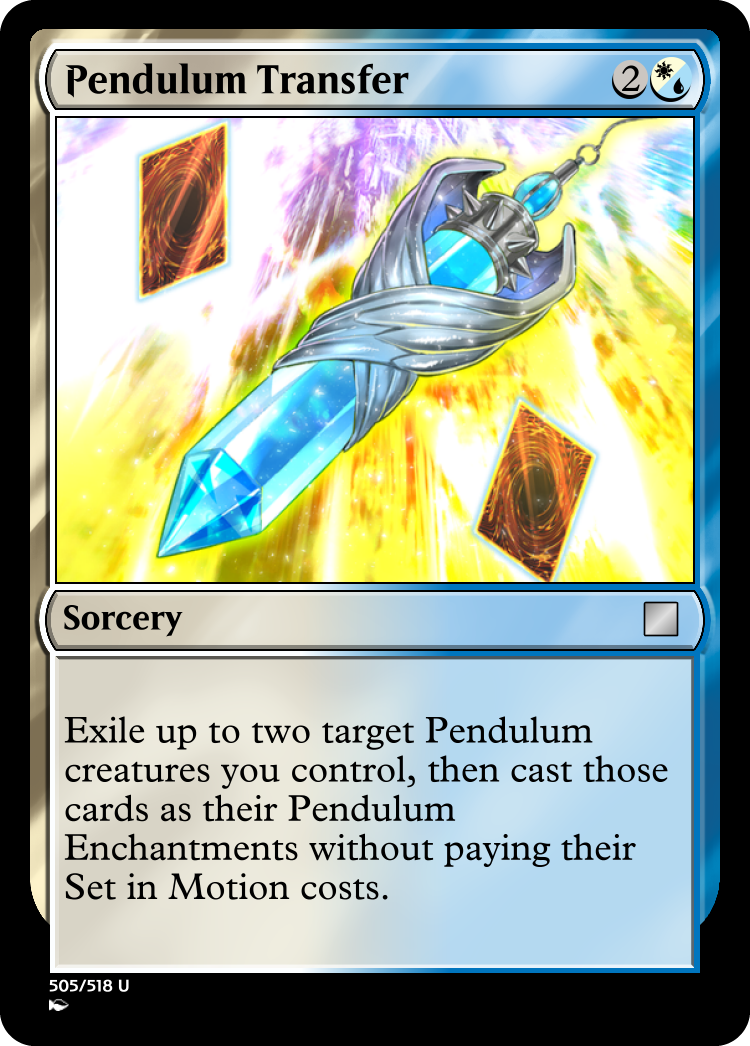 Pendulum Transfer 2
Sorcery
Exile up to two target Pendulum
creatures you control, then cast those
cards as their Pendulum
Enchantments without paying their
Set in Motion costs.
505/518 U